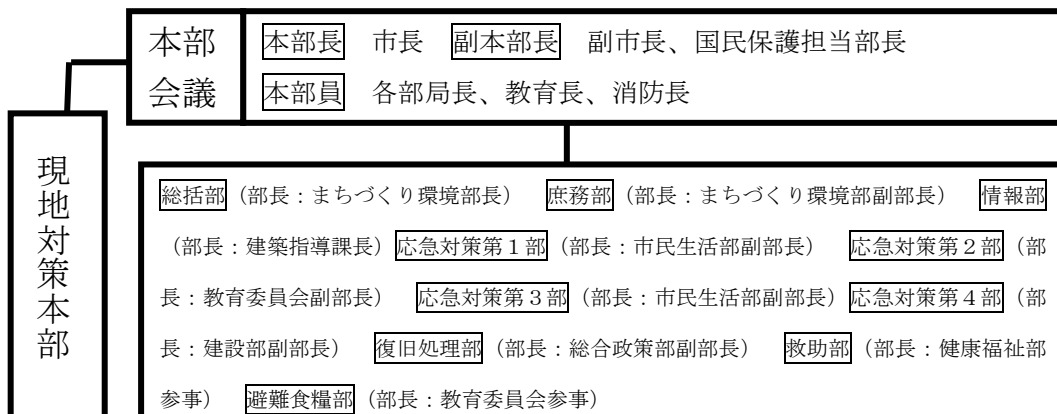 本部
会議
本部長 市長 副本部長 副市長、国民保護担当部長
本部員 各部局長、教育長、消防長
現地対策本部
総括部（部長：まちづくり環境部長） 庶務部（部長：まちづくり環境部副部長） 情報部
（部長：建築指導課長）応急対策第１部（部長：市民生活部副部長） 応急対策第２部（部
長：教育委員会副部長） 応急対策第３部（部長：市民生活部副部長）応急対策第４部（部
長：建設部副部長） 復旧処理部（部長：総合政策部副部長） 救助部（部長：健康福祉部
参事） 避難食糧部（部長：教育委員会参事）